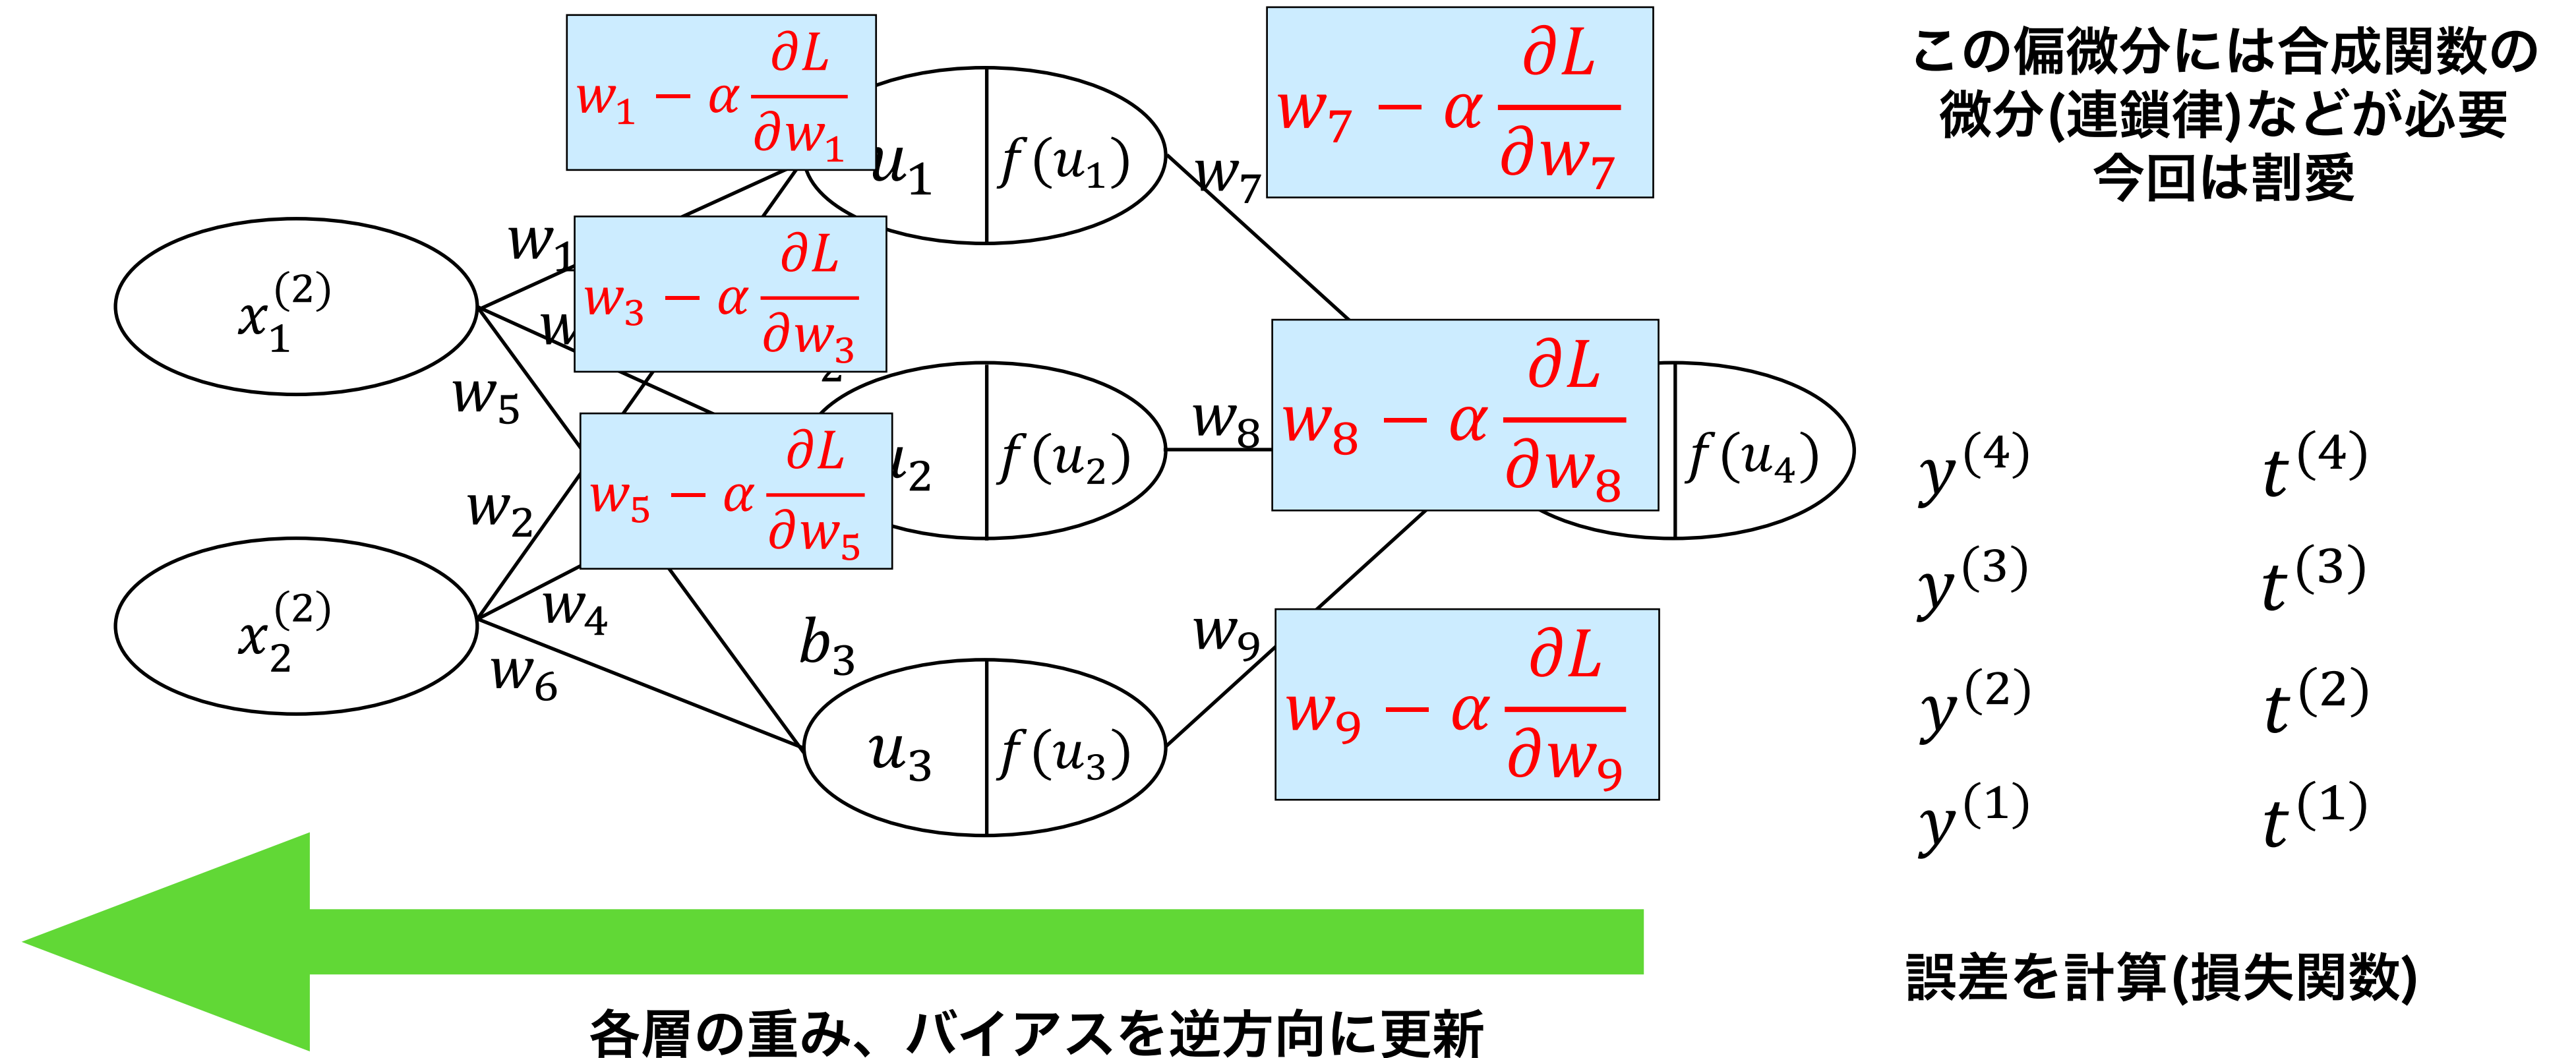 w₁ − α ∂L/∂w₁
w₇ − α ∂L/∂w₇
この偏微分には合成関数の
微分(連鎖律)などが必要
今回は割愛
u₁
f(u₁)
w₇
x₁⁽²⁾
w₁
w₃ − α ∂L/∂w₃
w₅
w₈ − α ∂L/∂w₈
w₅ − α ∂L/∂w₅
u₂
f(u₂)
w₈
f(u₄)
y⁽⁴⁾
t⁽⁴⁾
w₂
y⁽³⁾
t⁽³⁾
x₂⁽²⁾
w₄
w₆
b₃
w₉
w₉ − α ∂L/∂w₉
y⁽²⁾
t⁽²⁾
u₃
f(u₃)
y⁽¹⁾
t⁽¹⁾
誤差を計算(損失関数)
各層の重み、バイアスを逆方向に更新